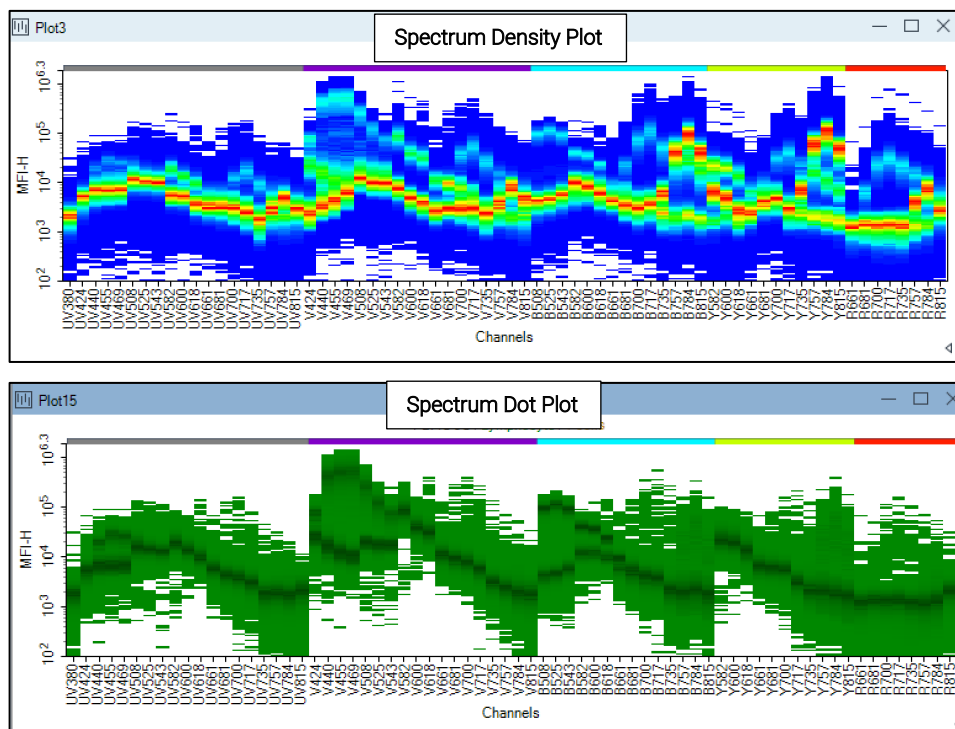 Plot3
Spectrum Density Plot
10^6.3
10^5
10^4
10^3
10^2
MFI-H
UV380 UV424 UV440 UV455 UV469 UV508 UV525 UV543 UV582 UV600 UV618 UV661 UV681 UV700 UV717 UV735 UV757 UV784 UV815 V424 V440 V455 V469 V508 V525 V543 V582 V600 V618 V661 V681 V700 V717 V735 V757 V784 V815 B508 B525 B543 B582 B600 B618 B661 B681 B700 B717 B735 B757 B784 B815 Y582 Y600 Y618 Y661 Y681 Y700 Y717 Y735 Y757 Y784 Y815 R661 R681 R700 R717 R735 R757 R784 R815
Channels
Plot15
Spectrum Dot Plot
10^6.3
10^5
10^4
10^3
10^2
MFI-H
UV380 UV424 UV440 UV455 UV469 UV508 UV525 UV543 UV582 UV600 UV618 UV661 UV681 UV700 UV717 UV735 UV757 UV784 UV815 V424 V440 V455 V469 V508 V525 V543 V582 V600 V618 V661 V681 V700 V717 V735 V757 V784 V815 B508 B525 B543 B582 B600 B618 B661 B681 B700 B717 B735 B757 B784 B815 Y582 Y600 Y618 Y661 Y681 Y700 Y717 Y735 Y757 Y784 Y815 R661 R681 R700 R717 R735 R757 R784 R815
Channels